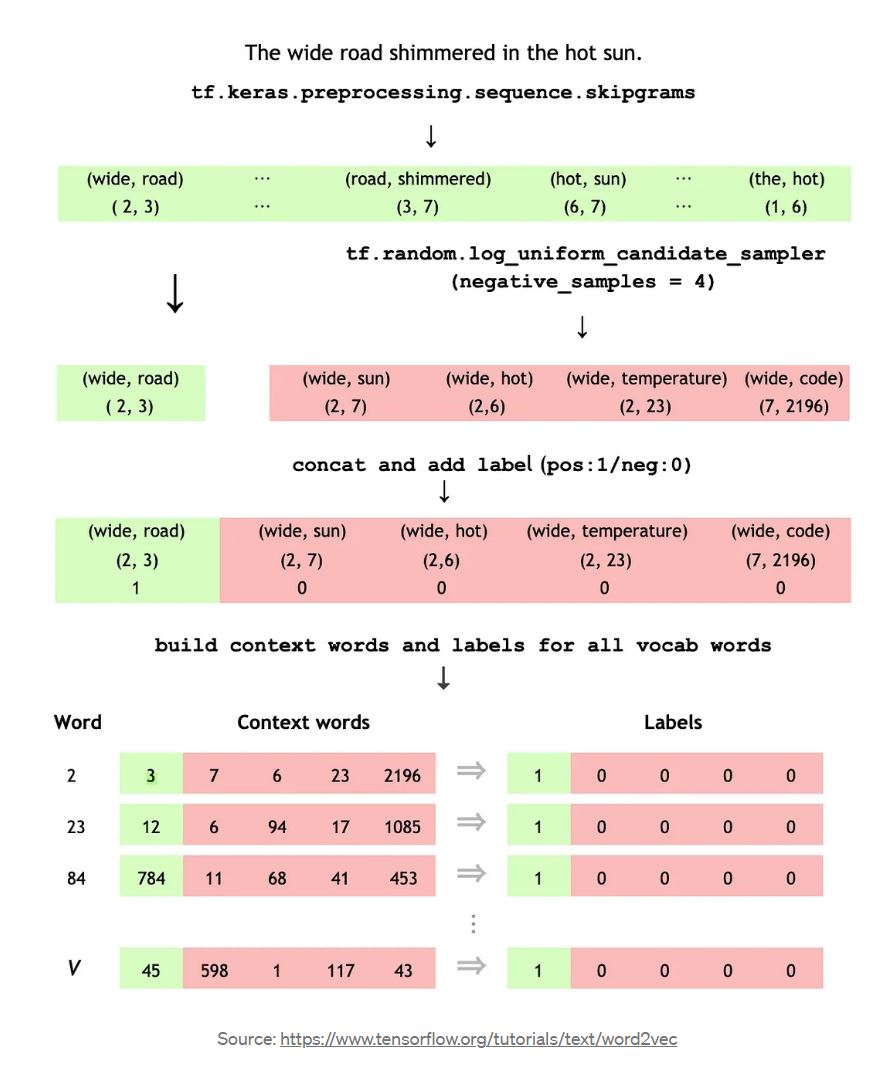 The wide road shimmered in the hot sun.
tf.keras.preprocessing.sequence.skipgrams
↓
(wide, road) ... (road, shimmered) (hot, sun) ... (the, hot)
( 2, 3) ... (3, 7) (6, 7) ... (1, 6)
tf.random.log_uniform_candidate_sampler
(negative_samples = 4)
↓ ↓
(wide, road) (wide, sun) (wide, hot) (wide, temperature) (wide, code)
( 2, 3) (2, 7) (2,6) (2, 23) (7, 2196)
concat and add label (pos:1/neg:0)
↓
(wide, road) (wide, sun) (wide, hot) (wide, temperature) (wide, code)
(2, 3) (2, 7) (2,6) (2, 23) (7, 2196)
1 0 0 0 0
build context words and labels for all vocab words
↓
Word Context words Labels
2 3 7 6 23 2196 ⇒ 1 0 0 0 0
23 12 6 94 17 1085 ⇒ 1 0 0 0 0
84 784 11 68 41 453 ⇒ 1 0 0 0 0
⋮
V 45 598 1 117 43 ⇒ 1 0 0 0 0
Source: https://www.tensorflow.org/tutorials/text/word2vec